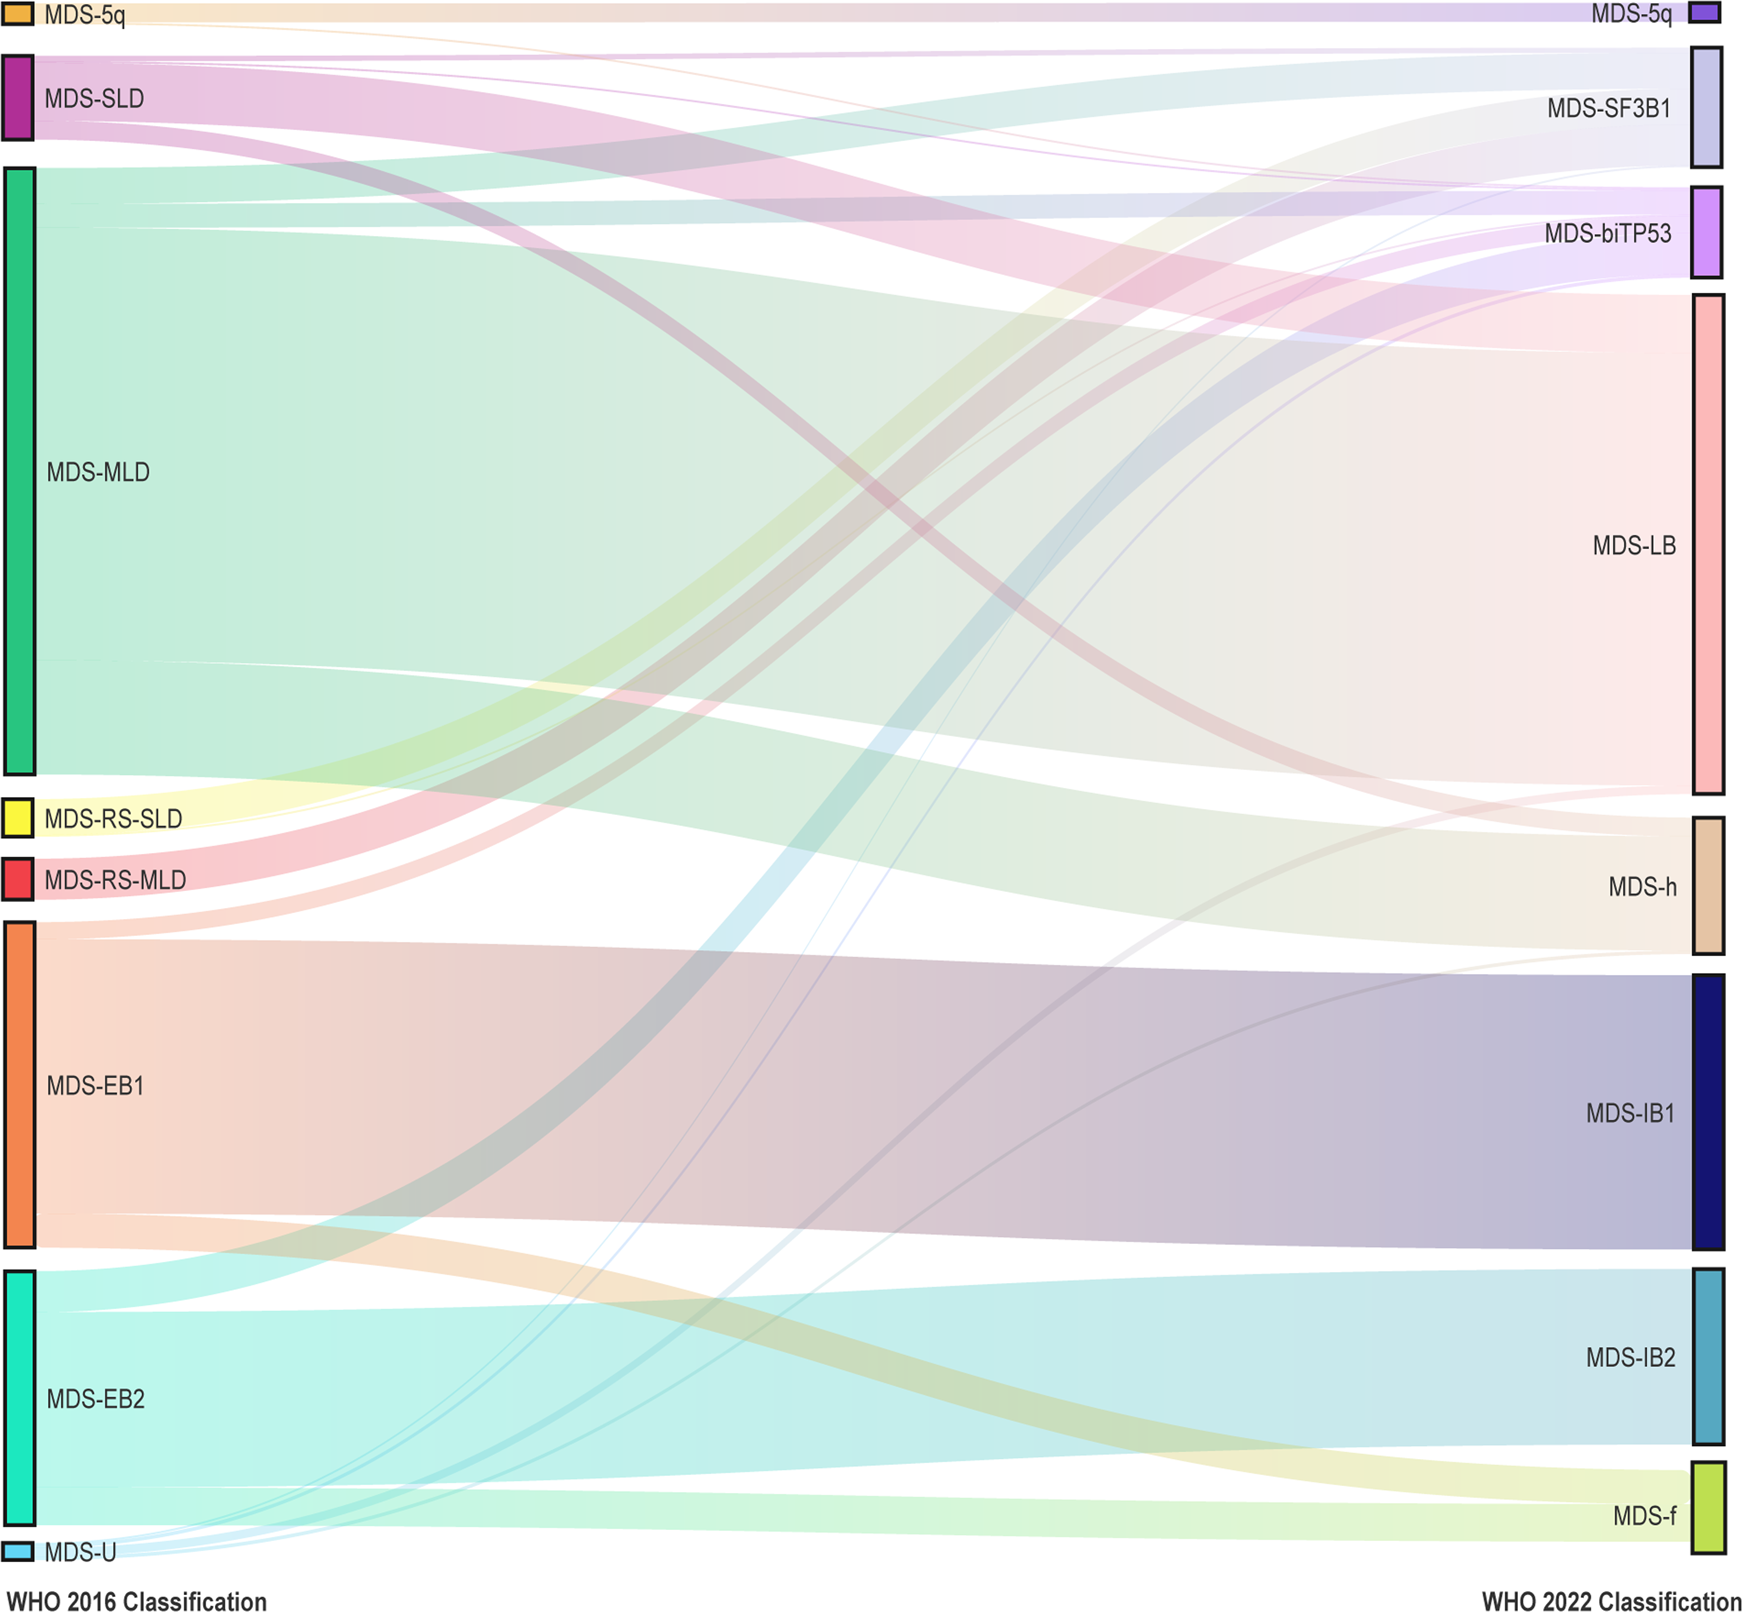 MDS-5q
MDS-SLD
MDS-MLD
MDS-RS-SLD
MDS-RS-MLD
MDS-EB1
MDS-EB2
MDS-U
WHO 2016 Classification
MDS-5q
MDS-SF3B1
MDS-biTP53
MDS-LB
MDS-h
MDS-IB1
MDS-IB2
MDS-f
WHO 2022 Classification